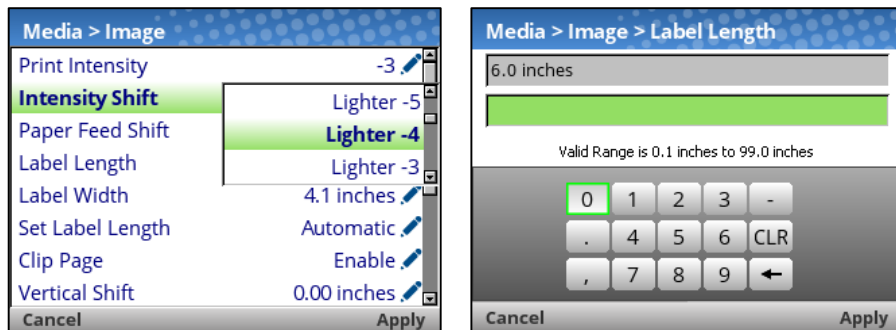 Media > Image
Print Intensity -3
Intensity Shift
Lighter -5
Lighter -4
Lighter -3
Paper Feed Shift
Label Length
Label Width 4.1 inches
Set Label Length Automatic
Clip Page Enable
Vertical Shift 0.00 inches
Cancel Apply
Media > Image > Label Length
6.0 inches
Valid Range is 0.1 inches to 99.0 inches
0 1 2 3 -
. 4 5 6 CLR
, 7 8 9 ←
Cancel Apply